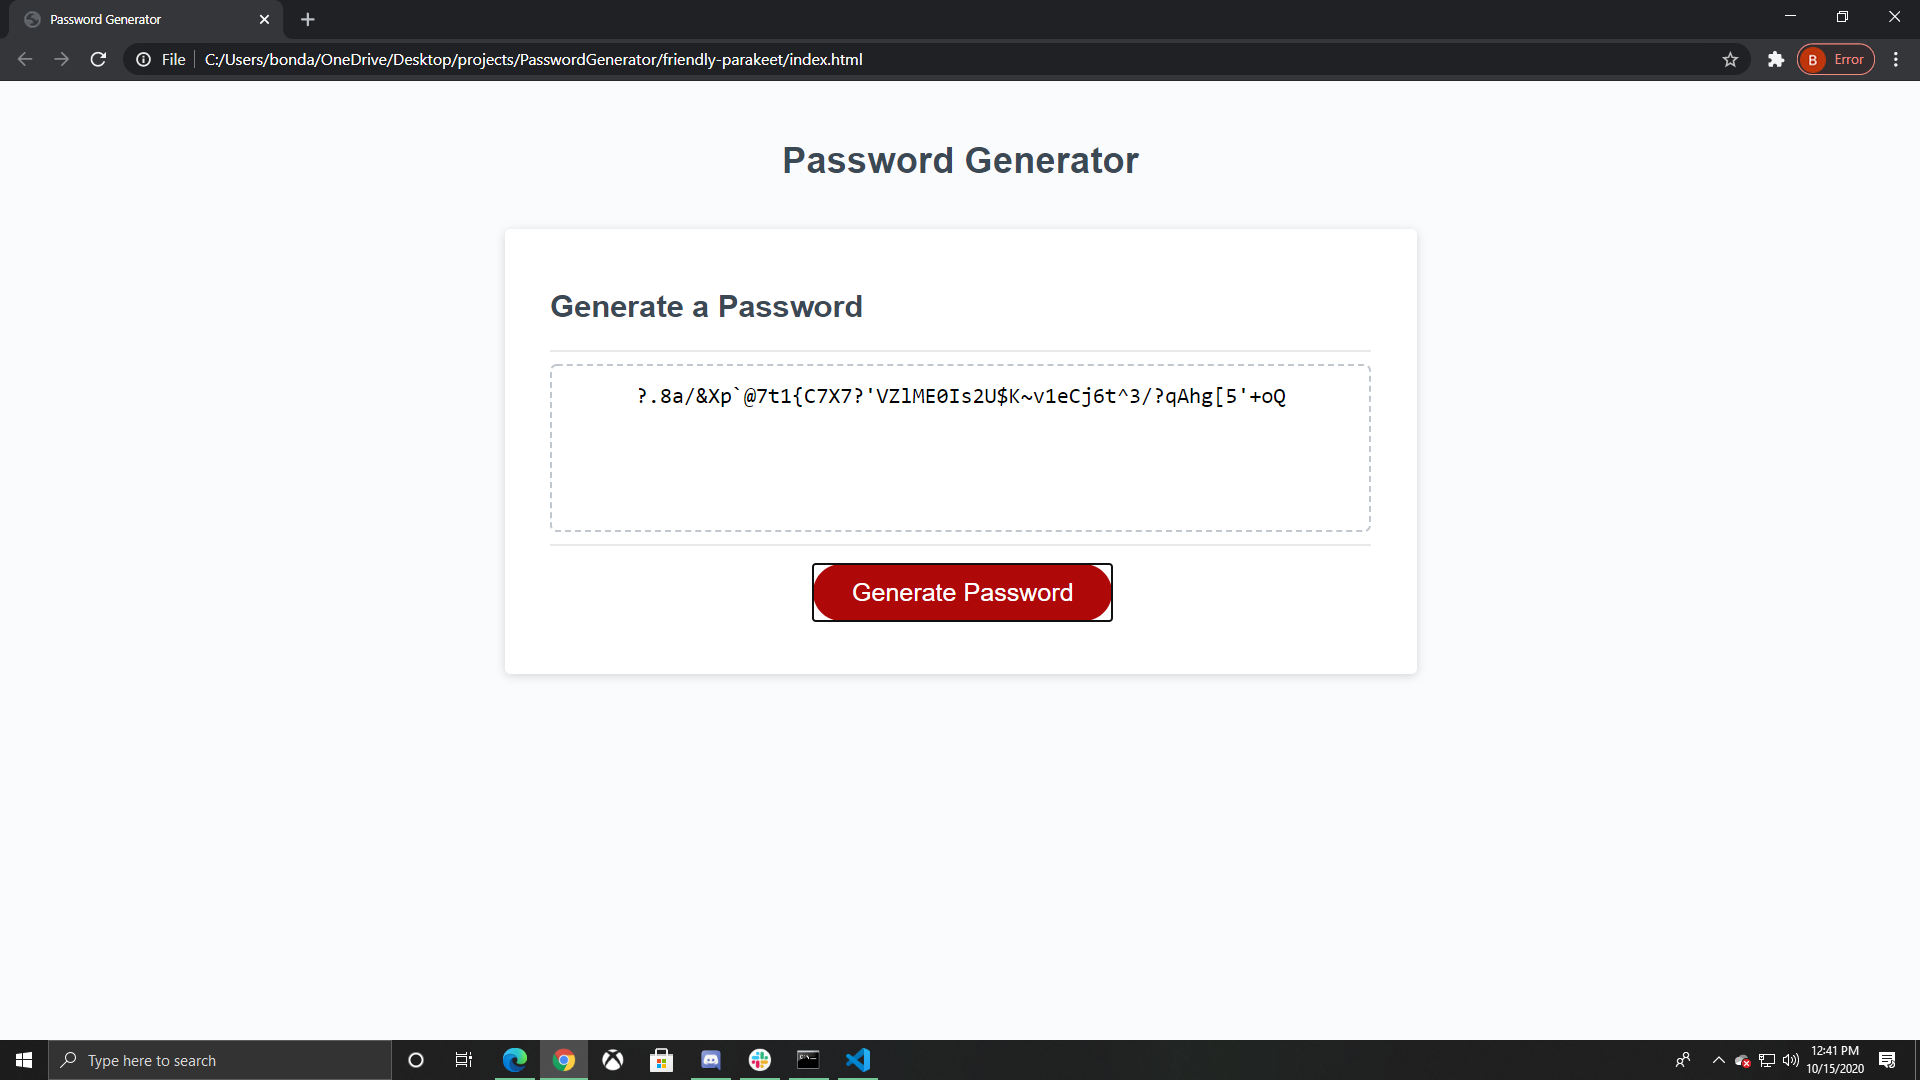 Password Generator
File
C:/Users/bonda/OneDrive/Desktop/projects/PasswordGenerator/friendly-parakeet/index.html
B
Error
Password Generator
Generate a Password
?.8a/&Xp`@7t1{C7X7?'VZlME0Is2U$K~v1eCj6t^3/?qAhg[5'+oQ
Generate Password
Type here to search
12:41 PM
10/15/2020